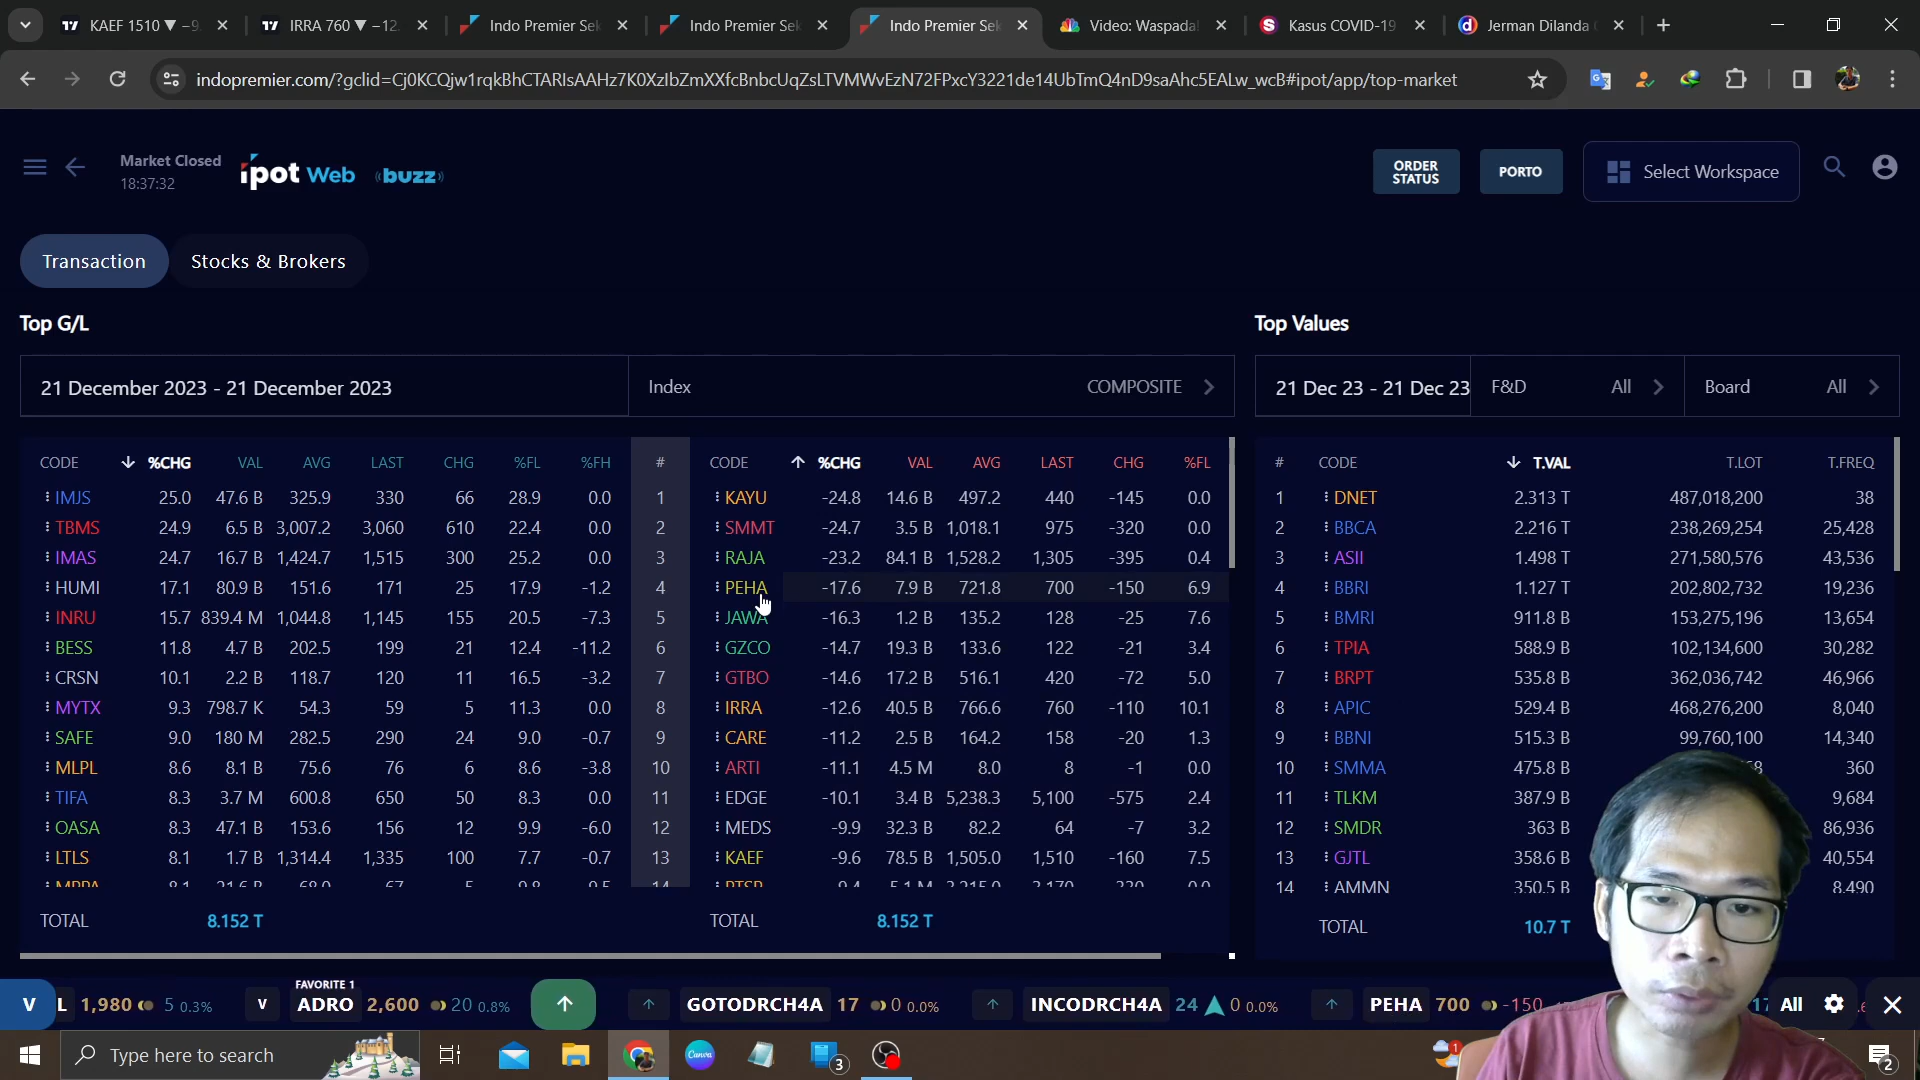 KAEF 1510 ▼ −9. IRRA 760 ▼ −12. Indo Premier Sek Indo Premier Sek Indo Premier Sek Video: Waspada! Kasus COVID-19 Jerman Dilanda
indopremier.com/?gclid=Cj0KCQjw1rqkBhCTARIsAAHz7K0XzIbZmXXfcBnbcUqZsLTVMWvEzN72FPxcY3221de14UbTmQ4nD9saAhc5EALw_wcB#ipot/app/top-market
Market Closed
18:37:32
ipot Web buzz
ORDER STATUS
PORTO
Select Workspace
Transaction Stocks & Brokers
Top G/L Top Values
21 December 2023 - 21 December 2023 Index COMPOSITE 21 Dec 23 - 21 Dec 23 F&D All Board All
CODE ↓ %CHG VAL AVG LAST CHG %FL %FH # CODE ↑ %CHG VAL AVG LAST CHG %FL # CODE ↓ T.VAL T.LOT T.FREQ
IMJS 25.0 47.6 B 325.9 330 66 28.9 0.0 1 KAYU -24.8 14.6 B 497.2 440 -145 0.0 1 DNET 2.313 T 487,018,200 38
TBMS 24.9 6.5 B 3,007.2 3,060 610 22.4 0.0 2 SMMT -24.7 3.5 B 1,018.1 975 -320 0.0 2 BBCA 2.216 T 238,269,254 25,428
IMAS 24.7 16.7 B 1,424.7 1,515 300 25.2 0.0 3 RAJA -23.2 84.1 B 1,528.2 1,305 -395 0.4 3 ASII 1.498 T 271,580,576 43,536
HUMI 17.1 80.9 B 151.6 171 25 17.9 -1.2 4 PEHA -17.6 7.9 B 721.8 700 -150 6.9 4 BBRI 1.127 T 202,802,732 19,236
INRU 15.7 839.4 M 1,044.8 1,145 155 20.5 -7.3 5 JAWA -16.3 1.2 B 135.2 128 -25 7.6 5 BMRI 911.8 B 153,275,196 13,654
BESS 11.8 4.7 B 202.5 199 21 12.4 -11.2 6 GZCO -14.7 19.3 B 133.6 122 -21 3.4 6 TPIA 588.9 B 102,134,600 30,282
CRSN 10.1 2.2 B 118.7 120 11 16.5 -3.2 7 GTBO -14.6 17.2 B 516.1 420 -72 5.0 7 BRPT 535.8 B 362,036,742 46,966
MYTX 9.3 798.7 K 54.3 59 5 11.3 0.0 8 IRRA -12.6 40.5 B 766.6 760 -110 10.1 8 APIC 529.4 B 468,276,200 8,040
SAFE 9.0 180 M 282.5 290 24 9.0 -0.7 9 CARE -11.2 2.5 B 164.2 158 -20 1.3 9 BBNI 515.3 B 99,760,100 14,340
MLPL 8.6 8.1 B 75.6 76 6 8.6 -3.8 10 ARTI -11.1 4.5 M 8.0 8 -1 0.0 10 SMMA 475.8 B 360
TIFA 8.3 3.7 M 600.8 650 50 8.3 0.0 11 EDGE -10.1 3.4 B 5,238.3 5,100 -575 2.4 11 TLKM 387.9 B 9,684
OASA 8.3 47.1 B 153.6 156 12 9.9 -6.0 12 MEDS -9.9 32.3 B 82.2 64 -7 3.2 12 SMDR 363 B 86,936
LTLS 8.1 1.7 B 1,314.4 1,335 100 7.7 -0.7 13 KAEF -9.6 78.5 B 1,505.0 1,510 -160 7.5 13 GJTL 358.6 B 40,554
14 AMMN 350.5 B 8,490
TOTAL 8.152 T TOTAL 8.152 T TOTAL 10.7 T
FAVORITE 1
V L 1,980 5 0.3% V ADRO 2,600 20 0.8% ↑ ↑ GOTODRCH4A 17 0 0.0% ↑ INCODRCH4A 24 ▲ 0 0.0% ↑ PEHA 700 -150 All
Type here to search Canva 3 1 2